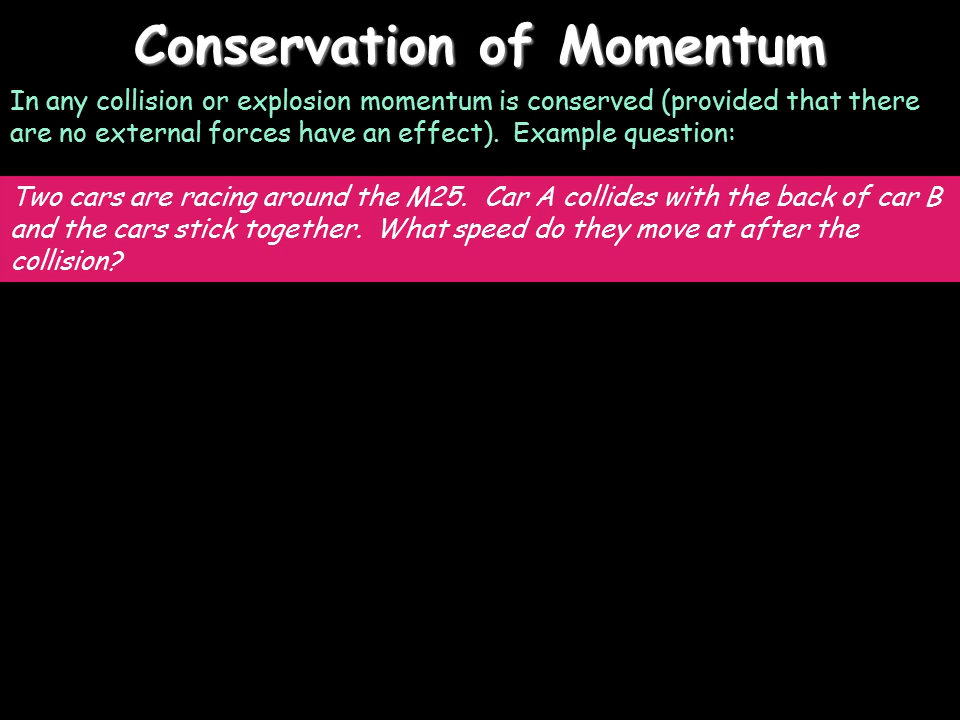 Conservation of Momentum
In any collision or explosion momentum is conserved (provided that there
are no external forces have an effect).  Example question:
Two cars are racing around the M25.  Car A collides with the back of car B
and the cars stick together.  What speed do they move at after the
collision?